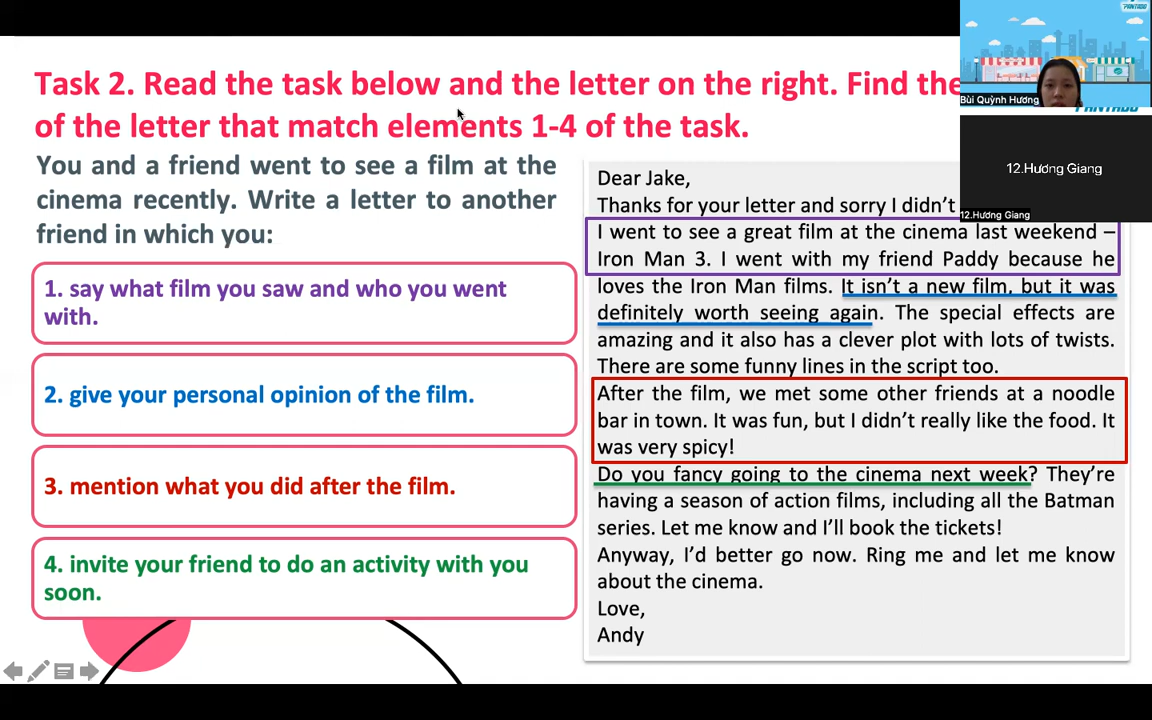 Task 2. Read the task below and the letter on the right. Find the
of the letter that match elements 1-4 of the task.
You and a friend went to see a film at the
cinema recently. Write a letter to another
friend in which you:
1. say what film you saw and who you went
with.
2. give your personal opinion of the film.
3. mention what you did after the film.
4. invite your friend to do an activity with you
soon.
Dear Jake,
Thanks for your letter and sorry I didn't
I went to see a great film at the cinema last weekend –
Iron Man 3. I went with my friend Paddy because he
loves the Iron Man films. It isn't a new film, but it was
definitely worth seeing again. The special effects are
amazing and it also has a clever plot with lots of twists.
There are some funny lines in the script too.
After the film, we met some other friends at a noodle
bar in town. It was fun, but I didn't really like the food. It
was very spicy!
Do you fancy going to the cinema next week? They're
having a season of action films, including all the Batman
series. Let me know and I'll book the tickets!
Anyway, I'd better go now. Ring me and let me know
about the cinema.
Love,
Andy
PANTADO
Bùi Quỳnh Hương
12.Hương Giang
12.Hương Giang